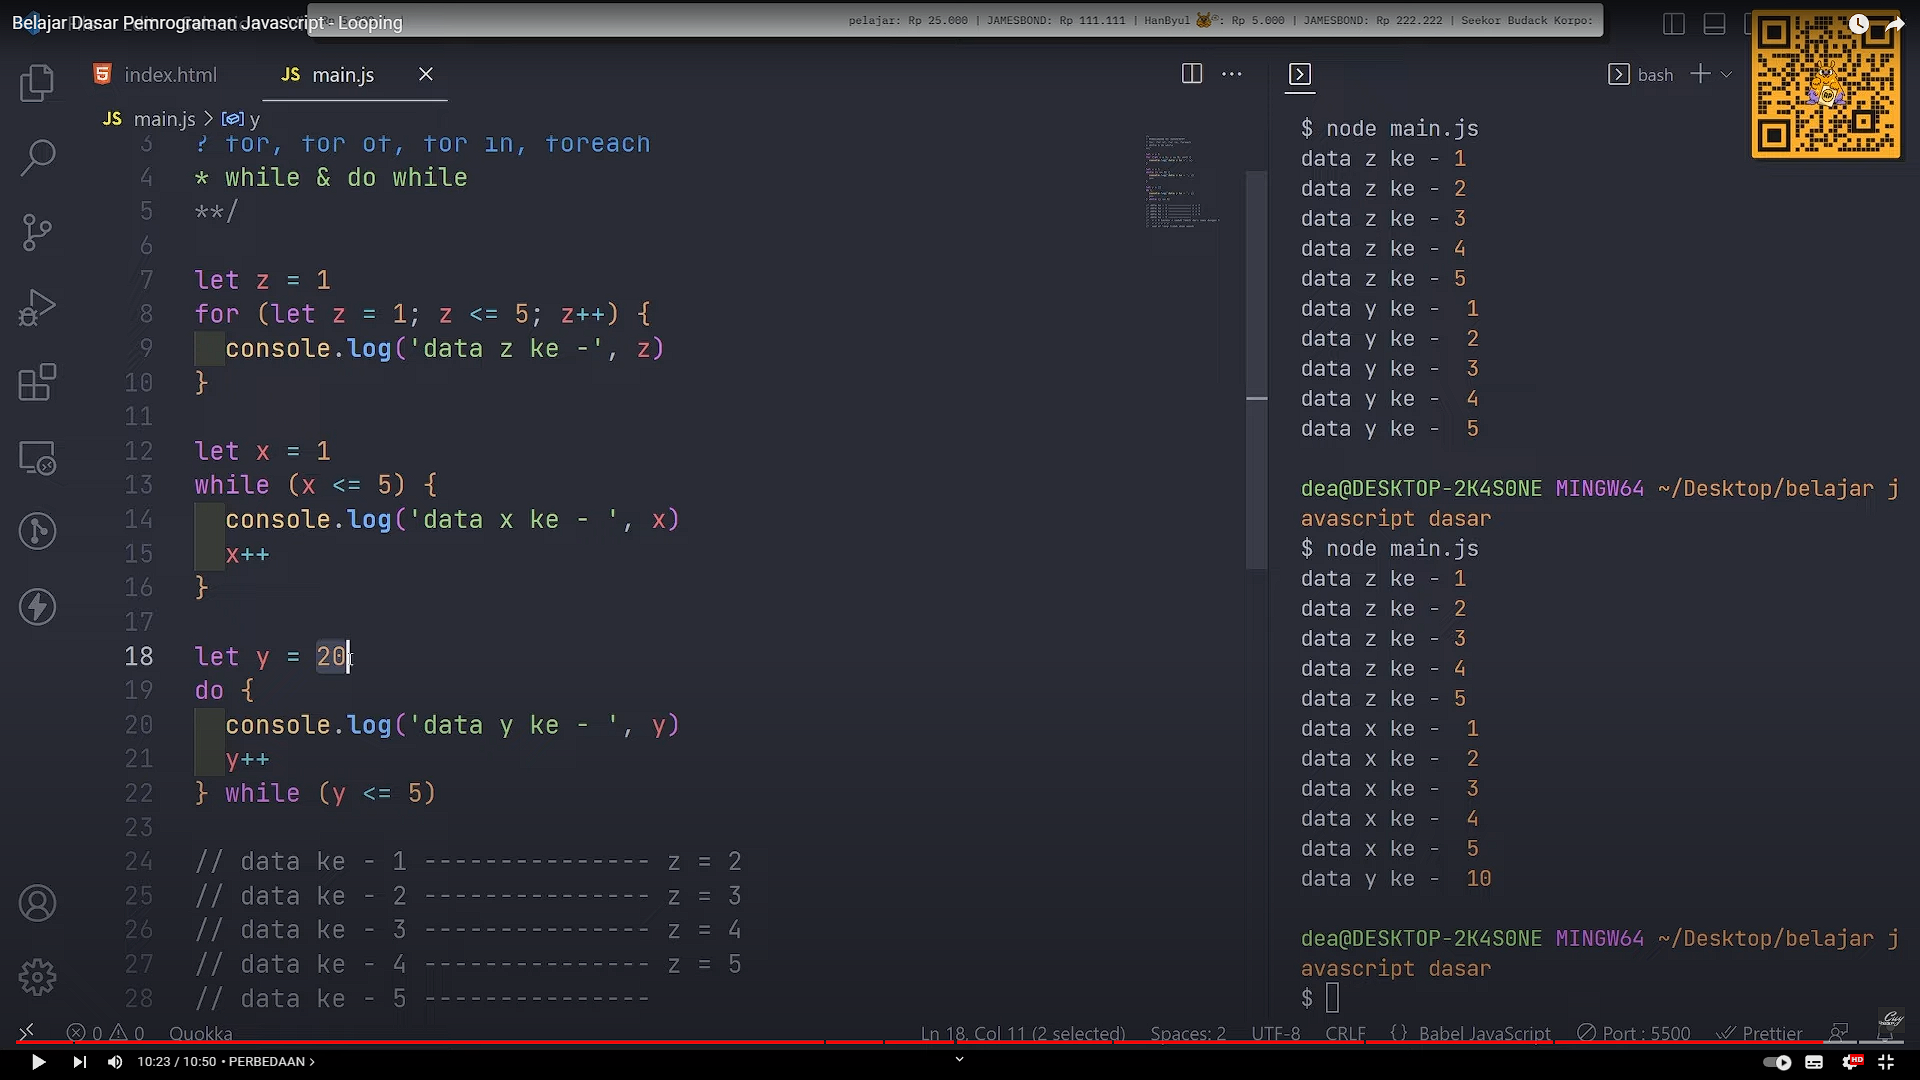 Belajar Dasar Pemrograman Javascript - Looping
pelajar: Rp 25.000 | JAMESBOND: Rp 111.111 | HanByul 🐯: Rp 5.000 | JAMESBOND: Rp 222.222 | Seekor Budack Korpo:
index.html
JS main.js
bash
JS main.js > y
3 ? for, for of, for in, foreach
4 * while & do while
5 **/
6
7 let z = 1
8 for (let z = 1; z <= 5; z++) {
9 console.log('data z ke -', z)
10 }
11
12 let x = 1
13 while (x <= 5) {
14 console.log('data x ke - ', x)
15 x++
16 }
17
18 let y = 20
19 do {
20 console.log('data y ke - ', y)
21 y++
22 } while (y <= 5)
23
24 // data ke - 1 --------------- z = 2
25 // data ke - 2 --------------- z = 3
26 // data ke - 3 --------------- z = 4
27 // data ke - 4 --------------- z = 5
28 // data ke - 5 ---------------
$ node main.js
data z ke - 1
data z ke - 2
data z ke - 3
data z ke - 4
data z ke - 5
data y ke -  1
data y ke -  2
data y ke -  3
data y ke -  4
data y ke -  5
dea@DESKTOP-2K4S0NE MINGW64 ~/Desktop/belajar j
avascript dasar
$ node main.js
data z ke - 1
data z ke - 2
data z ke - 3
data z ke - 4
data z ke - 5
data x ke -  1
data x ke -  2
data x ke -  3
data x ke -  4
data x ke -  5
data y ke -  10
dea@DESKTOP-2K4S0NE MINGW64 ~/Desktop/belajar j
avascript dasar
$
0 0 Quokka
Ln 18, Col 11 (2 selected) Spaces: 2 UTF-8 CRLF {} Babel JavaScript Port : 5500 Prettier
10:23 / 10:50 • PERBEDAAN >
HD